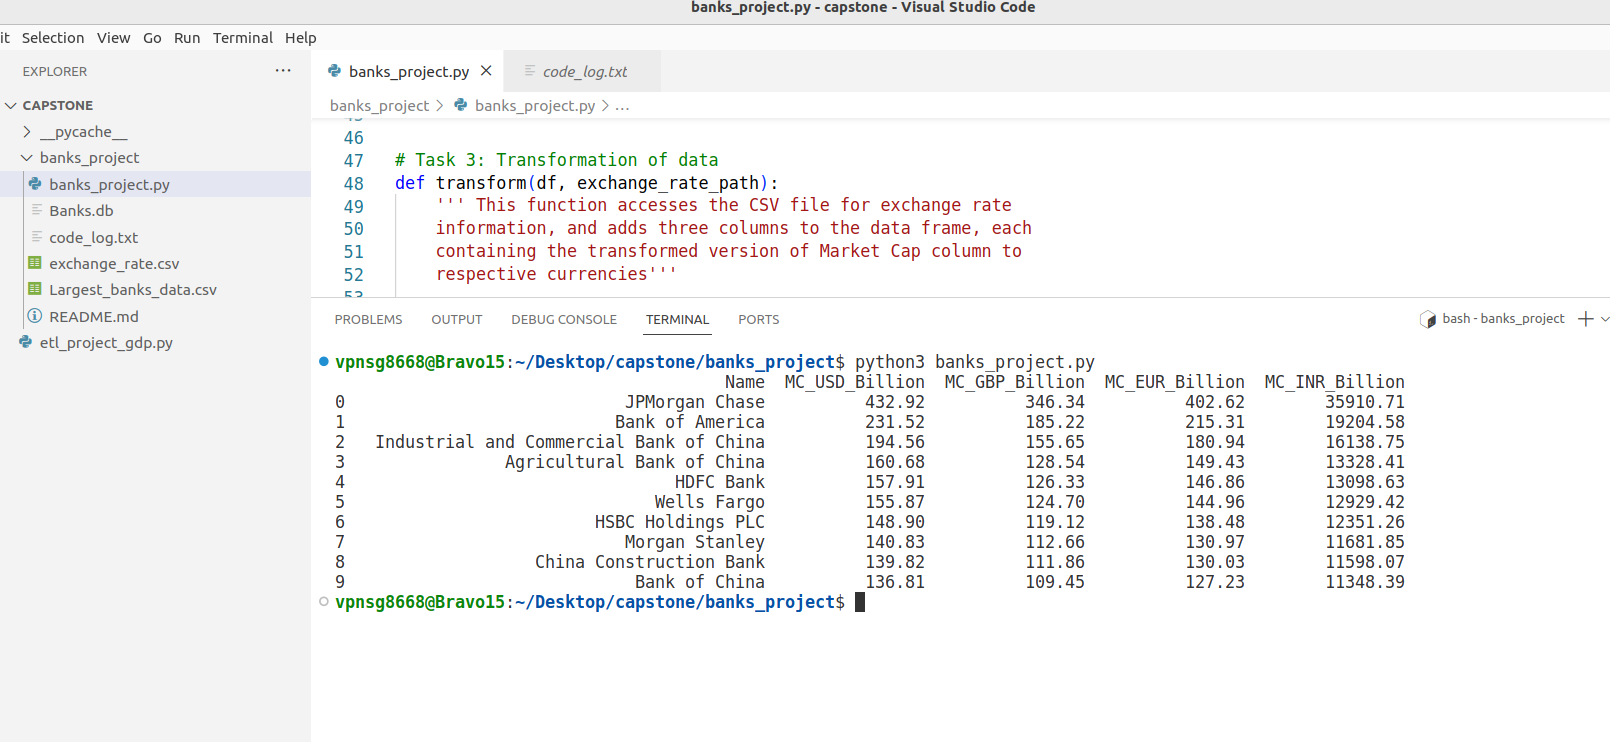 banks_project.py - capstone - Visual Studio Code
it Selection View Go Run Terminal Help
EXPLORER ···
CAPSTONE
__pycache__
banks_project
banks_project.py
Banks.db
code_log.txt
exchange_rate.csv
Largest_banks_data.csv
README.md
etl_project_gdp.py
banks_project.py code_log.txt
banks_project > banks_project.py > ...
46
47 # Task 3: Transformation of data
48 def transform(df, exchange_rate_path):
49 ''' This function accesses the CSV file for exchange rate
50 information, and adds three columns to the data frame, each
51 containing the transformed version of Market Cap column to
52 respective currencies'''
PROBLEMS OUTPUT DEBUG CONSOLE TERMINAL PORTS bash - banks_project
vpnsg8668@Bravo15:~/Desktop/capstone/banks_project$ python3 banks_project.py
Name MC_USD_Billion MC_GBP_Billion MC_EUR_Billion MC_INR_Billion
0 JPMorgan Chase 432.92 346.34 402.62 35910.71
1 Bank of America 231.52 185.22 215.31 19204.58
2 Industrial and Commercial Bank of China 194.56 155.65 180.94 16138.75
3 Agricultural Bank of China 160.68 128.54 149.43 13328.41
4 HDFC Bank 157.91 126.33 146.86 13098.63
5 Wells Fargo 155.87 124.70 144.96 12929.42
6 HSBC Holdings PLC 148.90 119.12 138.48 12351.26
7 Morgan Stanley 140.83 112.66 130.97 11681.85
8 China Construction Bank 139.82 111.86 130.03 11598.07
9 Bank of China 136.81 109.45 127.23 11348.39
vpnsg8668@Bravo15:~/Desktop/capstone/banks_project$